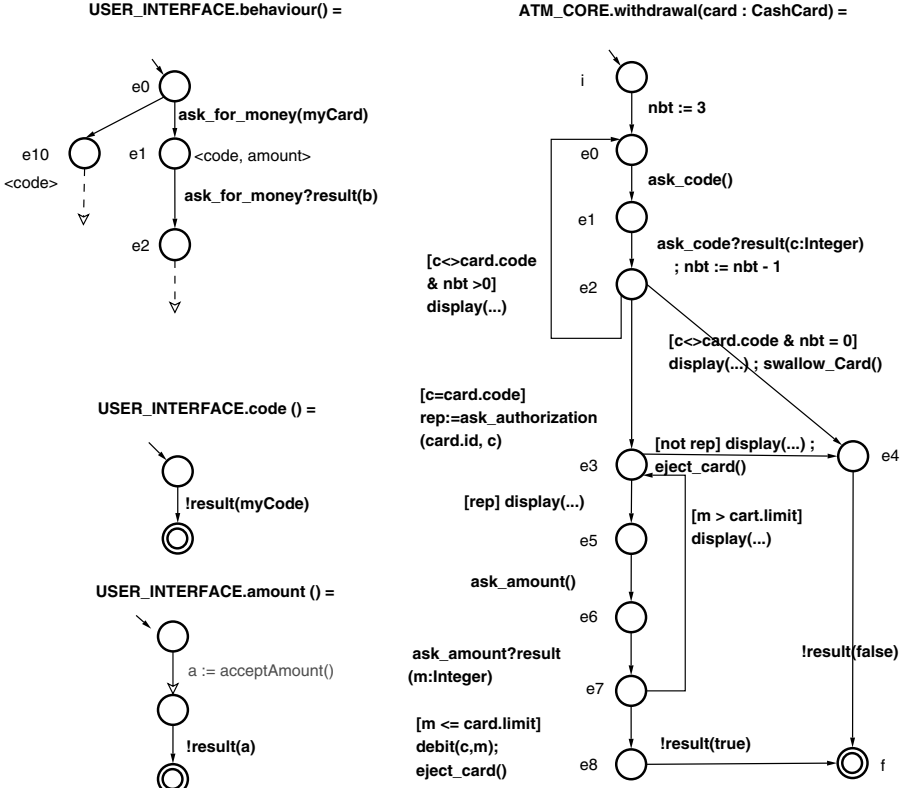 USER_INTERFACE.behaviour() =
e0
ask_for_money(myCard)
e10
<code>
e1
<code, amount>
ask_for_money?result(b)
e2
USER_INTERFACE.code () =
!result(myCode)
USER_INTERFACE.amount () =
a := acceptAmount()
!result(a)
ATM_CORE.withdrawal(card : CashCard) =
i
nbt := 3
e0
ask_code()
e1
ask_code?result(c:Integer)
; nbt := nbt - 1
[c<>card.code
& nbt >0]
display(...)
e2
[c<>card.code & nbt = 0]
display(...) ; swallow_Card()
[c=card.code]
rep:=ask_authorization
(card.id, c)
[not rep] display(...) ;
eject_card()
e3
e4
[rep] display(...)
[m > cart.limit]
display(...)
e5
ask_amount()
e6
ask_amount?result
(m:Integer)
!result(false)
e7
[m <= card.limit]
debit(c,m);
eject_card()
!result(true)
e8
f